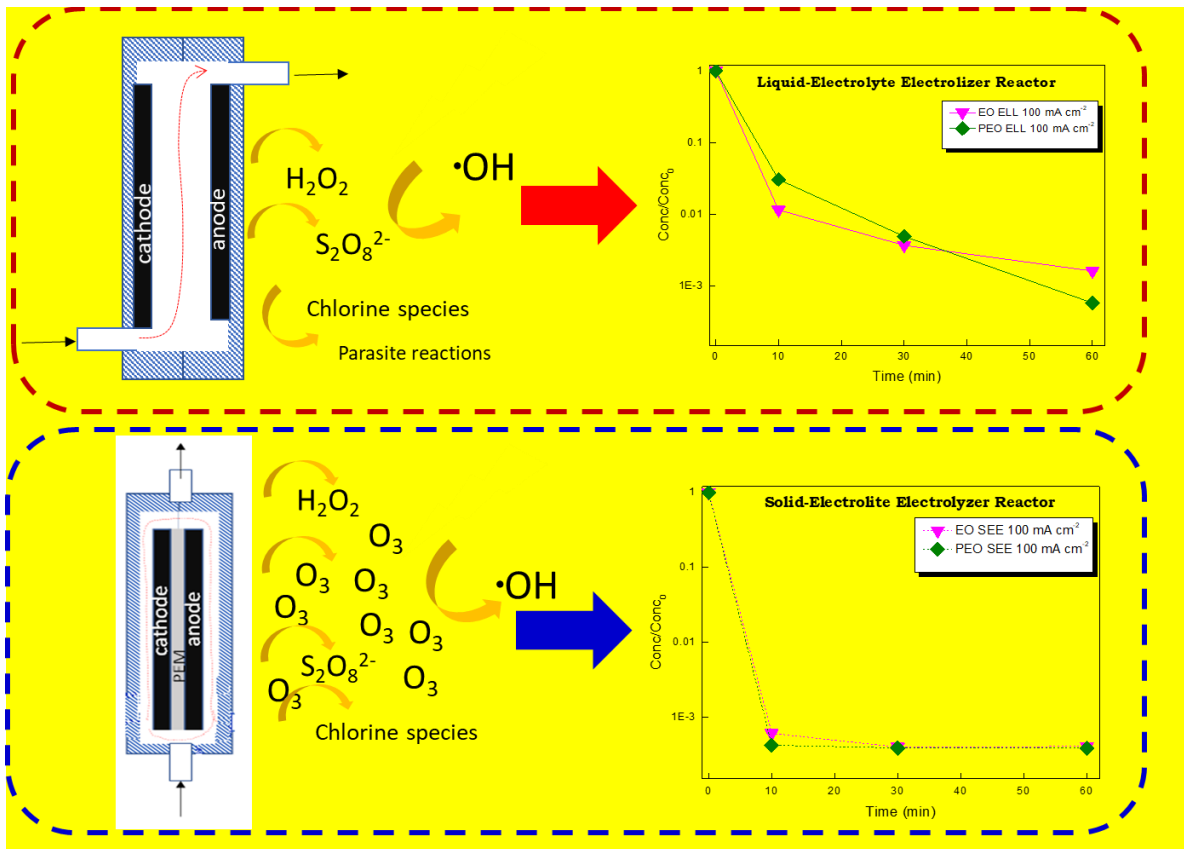 cathode
anode
H₂O₂
S₂O₈²⁻
Chlorine species
Parasite reactions
·OH
Liquid-Electrolyte Electrolizer Reactor
EO ELL 100 mA cm⁻²
PEO ELL 100 mA cm⁻²
1
0.1
0.01
1E-3
Conc/Conc₀
0 10 20 30 40 50 60
Time (min)
cathode
PEM
anode
H₂O₂
O₃
O₃
O₃
O₃
O₃
O₃
S₂O₈²⁻
O₃
O₃
Chlorine species
·OH
Solid-Electrolite Electrolyzer Reactor
EO SEE 100 mA cm⁻²
PEO SEE 100 mA cm⁻²
1
0.1
0.01
1E-3
Conc/Conc₀
0 10 20 30 40 50 60
Time (min)